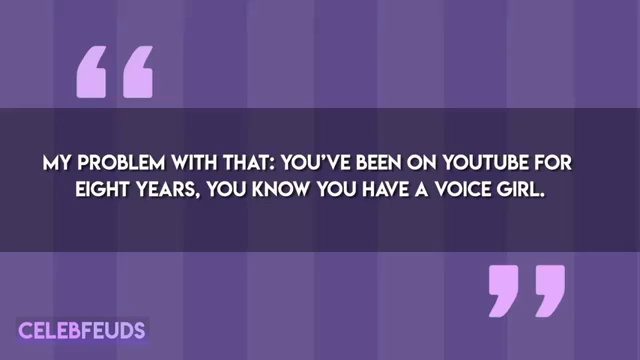 MY PROBLEM WITH THAT: YOU'VE BEEN ON YOUTUBE FOR
EIGHT YEARS, YOU KNOW YOU HAVE A VOICE GIRL.
CELEBFEUDS